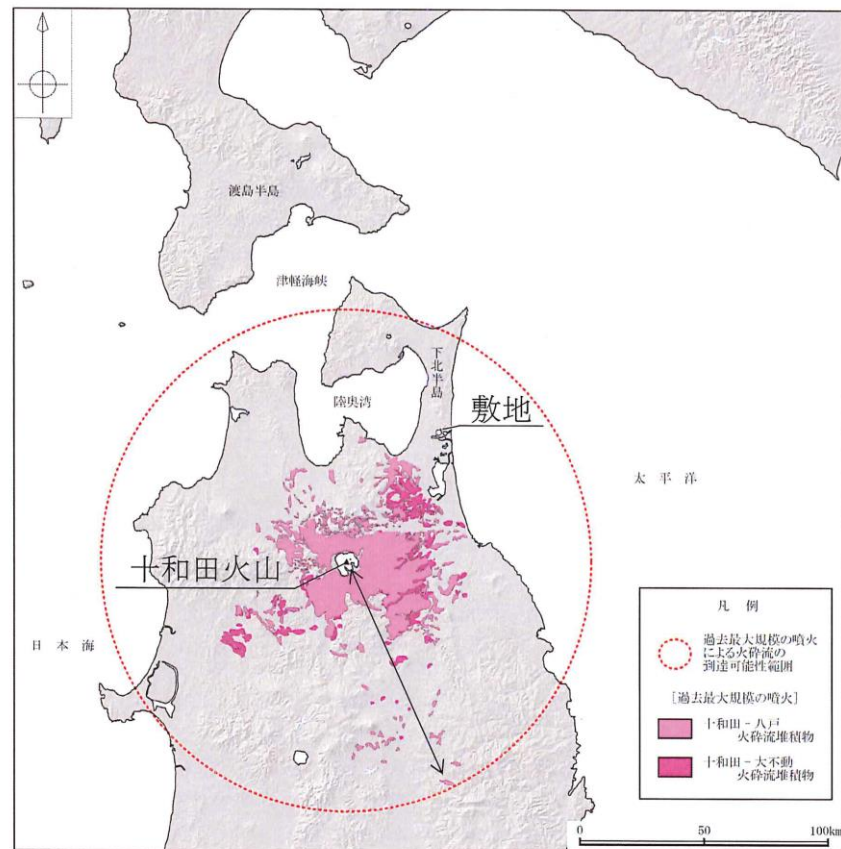 渡島半島
津軽海峡
下北半島
陸奥湾
敷地
太平洋
十和田火山
日本海
凡 例
過去最大規模の噴火
による火砕流の
到達可能性範囲
[過去最大規模の噴火]
十和田-八戸
火砕流堆積物
十和田-大不動
火砕流堆積物
0 50 100km